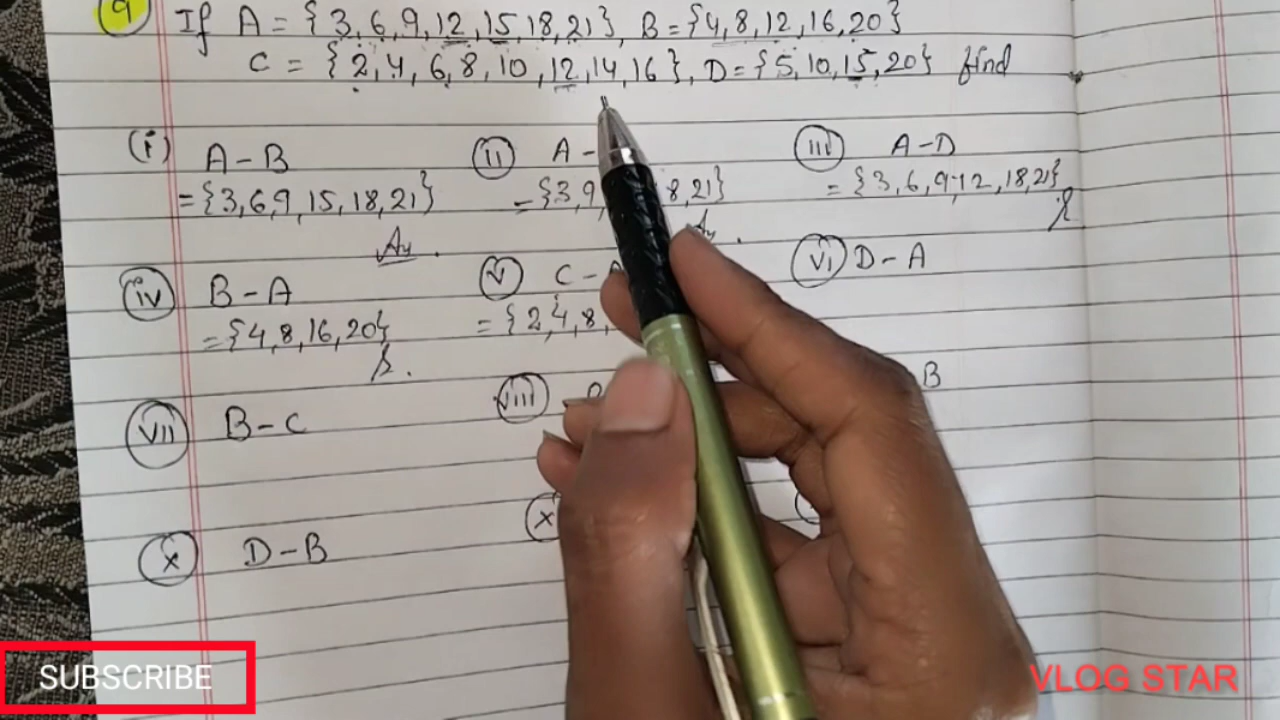 9 If A = {3,6,9,12,15,18,21}, B={4,8,12,16,20}
C = {2,4,6,8,10,12,14,16}, D={5,10,15,20} find
(i) A-B (ii) A- (iii) A-D
={3,6,9,15,18,21} ={3,9 8,21} ={3,6,9,12,18,21}
(iv) B-A (v) C- (vi) D-A
={4,8,16,20} ={2,4,8,
(vii) B-C (viii) B
(x) D-B (x
SUBSCRIBE
VLOG STAR